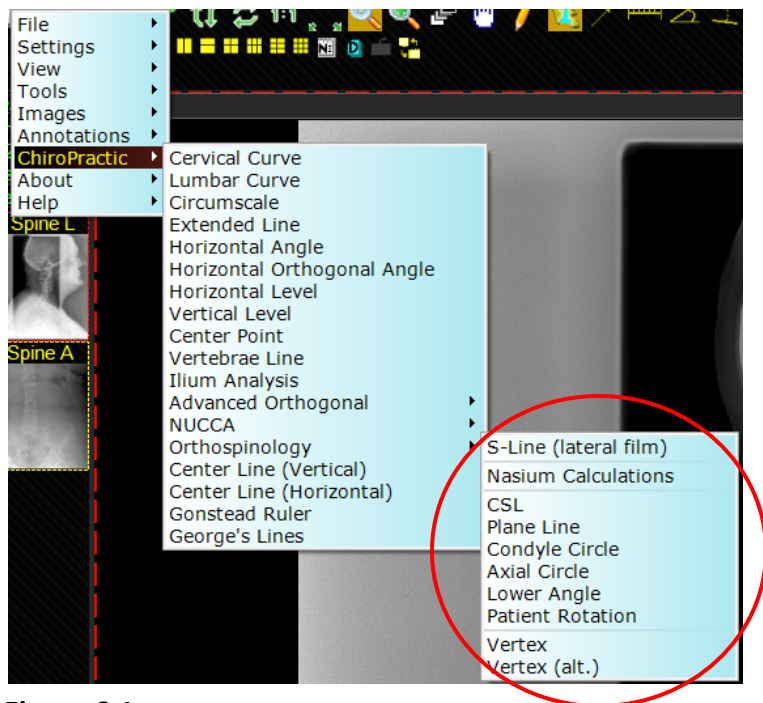 File
Settings
View
Tools
Images
Annotations
ChiroPractic
About
Help
1:1
N
D
Spine L
Spine A
Cervical Curve
Lumbar Curve
Circumscale
Extended Line
Horizontal Angle
Horizontal Orthogonal Angle
Horizontal Level
Vertical Level
Center Point
Vertebrae Line
Ilium Analysis
Advanced Orthogonal
NUCCA
Orthospinology
Center Line (Vertical)
Center Line (Horizontal)
Gonstead Ruler
George's Lines
S-Line (lateral film)
Nasium Calculations
CSL
Plane Line
Condyle Circle
Axial Circle
Lower Angle
Patient Rotation
Vertex
Vertex (alt.)